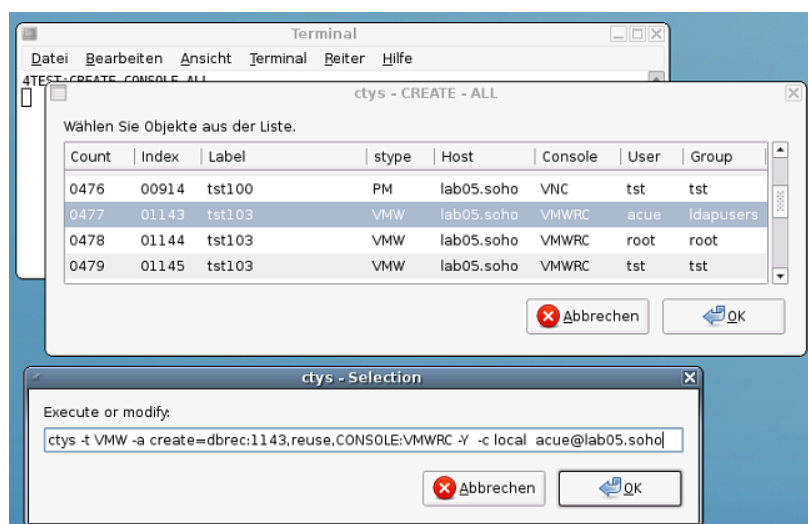 Terminal
Datei Bearbeiten Ansicht Terminal Reiter Hilfe
4TEST:CREATE CONSOLE ALL
ctys - CREATE - ALL
Wählen Sie Objekte aus der Liste.
Count Index Label stype Host Console User Group
0476 00914 tst100 PM lab05.soho VNC tst tst
0477 01143 tst103 VMW lab05.soho VMWRC acue ldapusers
0478 01144 tst103 VMW lab05.soho VMWRC root root
0479 01145 tst103 VMW lab05.soho VMWRC tst tst
Abbrechen OK
ctys - Selection
Execute or modify:
ctys -t VMW -a create=dbrec:1143,reuse,CONSOLE:VMWRC -Y -c local acue@lab05.soho
Abbrechen OK